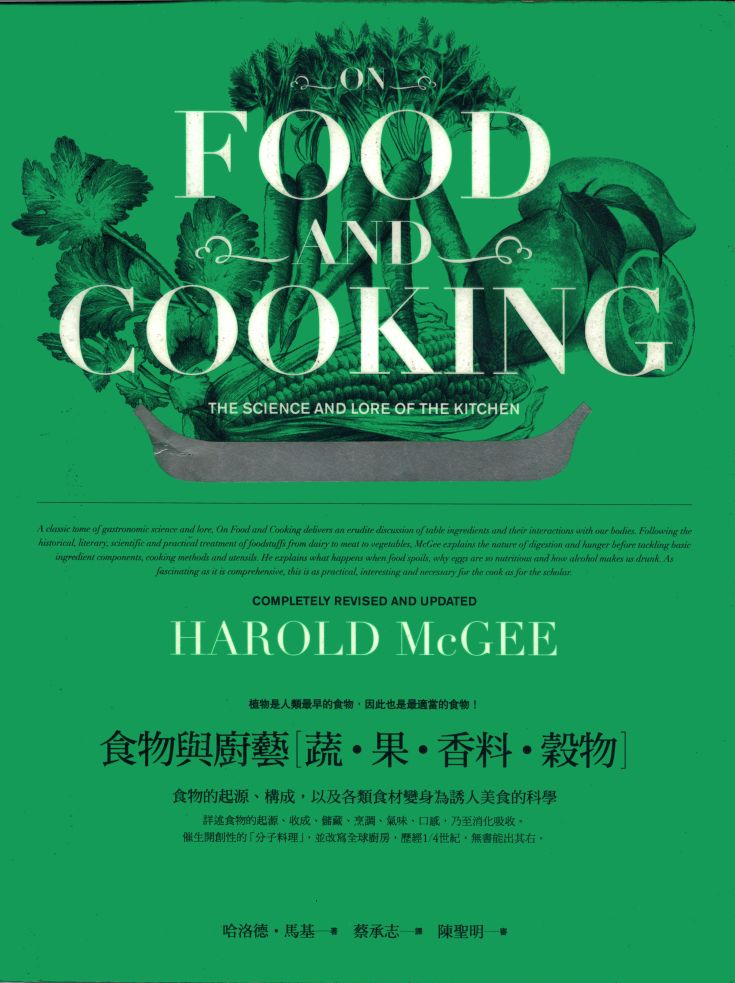 ON
FOOD
AND
COOKING
THE SCIENCE AND LORE OF THE KITCHEN
A classic tome of gastronomic science and lore, On Food and Cooking delivers an erudite discussion of table ingredients and their interactions with our bodies. Following the
historical, literary, scientific and practical treatment of foodstuffs from dairy to meat to vegetables, McGee explains the nature of digestion and hunger before tackling basic
ingredient components, cooking methods and utensils. He explains what happens when food spoils, why eggs are so nutritious and how alcohol makes us drunk. As
fascinating as it is comprehensive, this is as practical, interesting and necessary for the cook as for the scholar.
COMPLETELY REVISED AND UPDATED
HAROLD McGEE
植物是人類最早的食物，因此也是最適當的食物！
食物與廚藝[蔬・果・香料・穀物]
食物的起源、構成，以及各類食材變身為誘人美食的科學
詳述食物的起源、收成、儲藏、烹調、氣味、口感，乃至消化吸收。
催生開創性的「分子料理」，並改寫全球廚房，歷經1/4世紀，無書能出其右。
哈洛德・馬基—著 蔡承志—譯 陳聖明—審